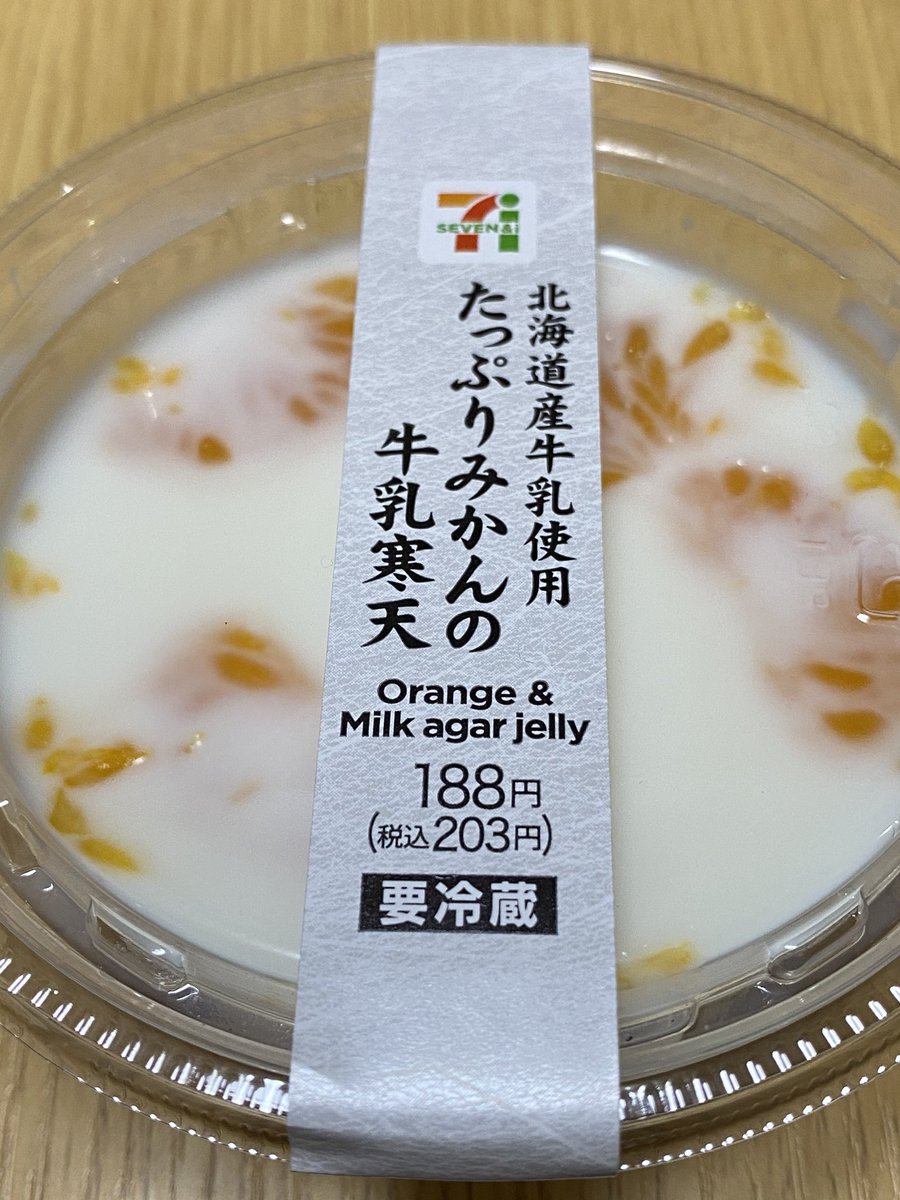 SEVEN&i
北海道産牛乳使用
たっぷりみかんの
牛乳寒天
Orange &
Milk agar jelly
188円
(税込203円)
要冷蔵